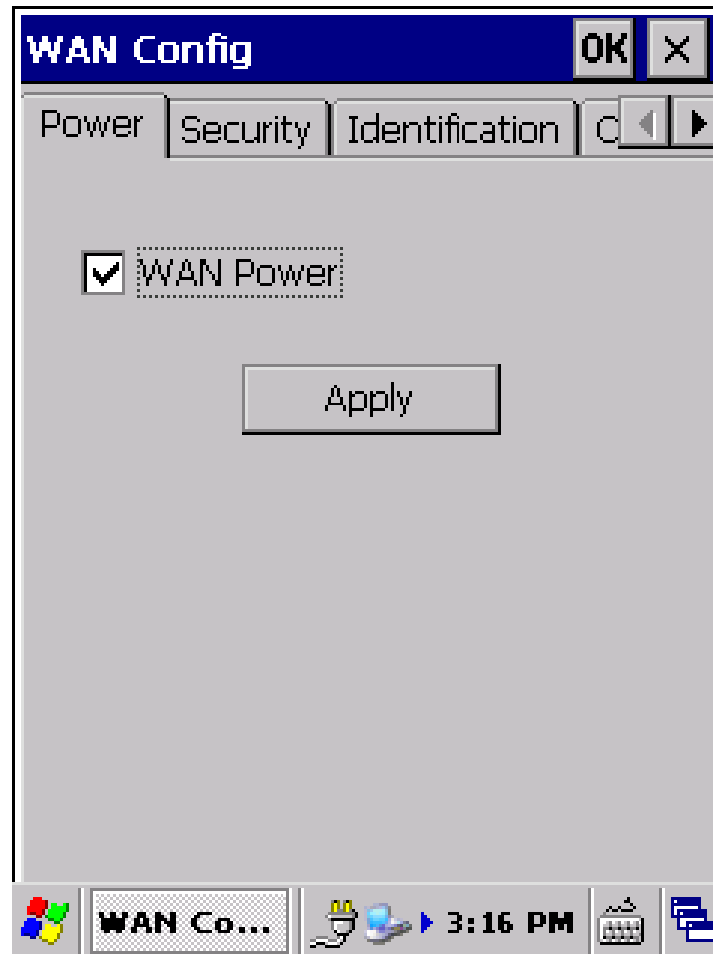 WAN Config OK
Power Security Identification
WAN Power
Apply
WAN Co... 3:16 PM